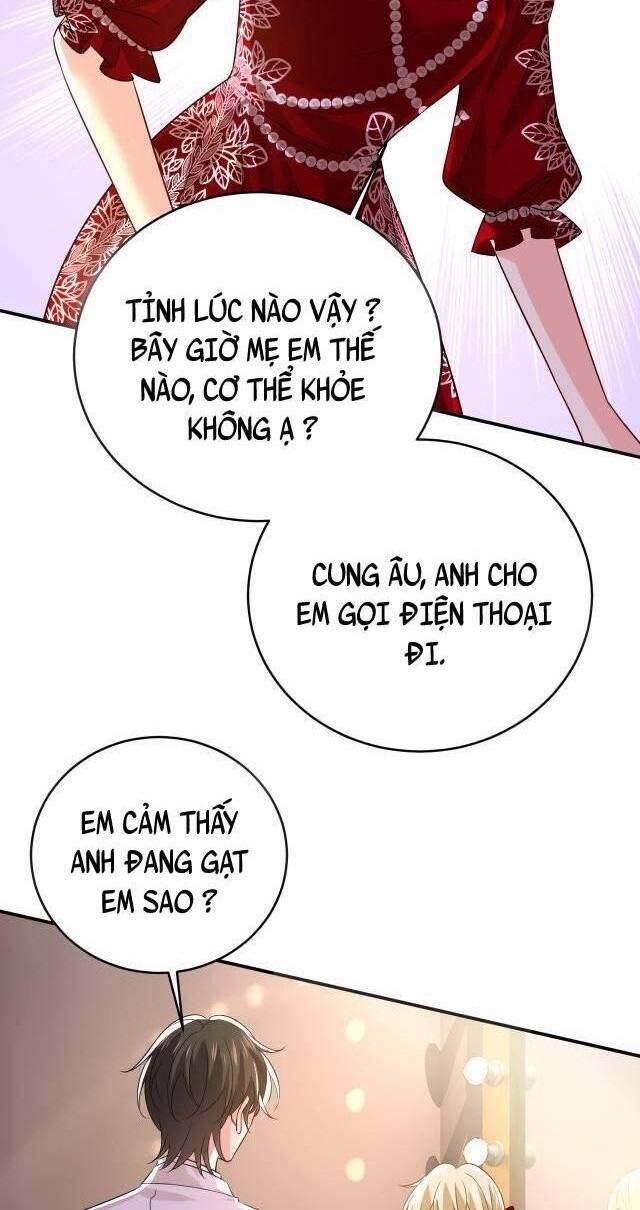 TỈNH LÚC NÀO VẬY ?
BÂY GIỜ MẸ EM THẾ
NÀO, CƠ THỂ KHỎE
KHÔNG Ạ ?
CUNG ÂU, ANH CHO
EM GỌI ĐIỆN THOẠI
ĐI.
EM CẢM THẤY
ANH ĐANG GẠT
EM SAO ?